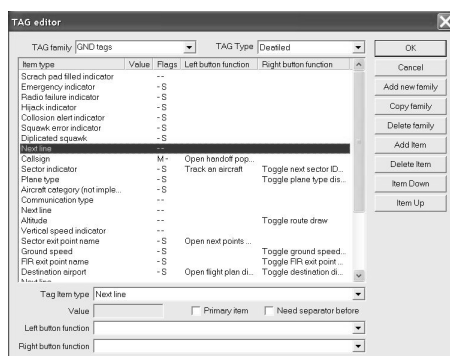 TAG editor
TAG family GND tags TAG Type Deatiled OK
Item type Value Flags Left button function Right button function
Scrach pad filled indicator --
Emergency indicator - S
Radio failure indicator - S
Hijack indicator - S
Collosion alert indicator - S
Squawk error indicator - S
Diplicated squawk - S
Next line --
Callsign M - Open handoff pop...
Sector indicator - S Track an aircraft Toggle next sector ID...
Plane type - S Toggle plane type dis...
Aircraft category (not imple... - S
Communication type --
Next line --
Altitude -- Toggle route draw
Vertical speed indicator --
Sector exit point name - S Open next points ...
Ground speed - S Toggle ground speed...
FIR exit point name - S Toggle FIR exit point ...
Destination airport - S Open flight plan di... Toggle destination di...
Next line --
Cancel
Add new family
Copy family
Delete family
Add Item
Delete Item
Item Down
Item Up
Tag Item type Next line
Value Primary item Need separator before
Left button function
Right button function